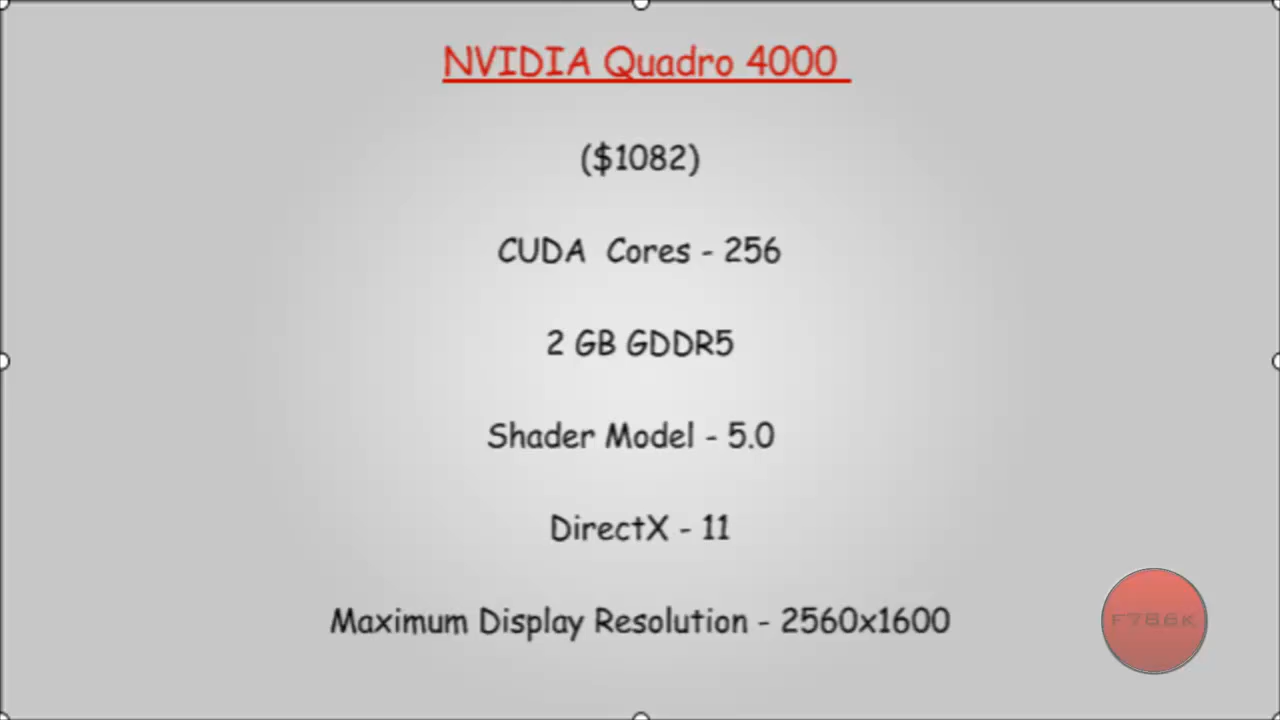 NVIDIA Quadro 4000
($1082)
CUDA Cores - 256
2 GB GDDR5
Shader Model - 5.0
DirectX - 11
Maximum Display Resolution - 2560x1600